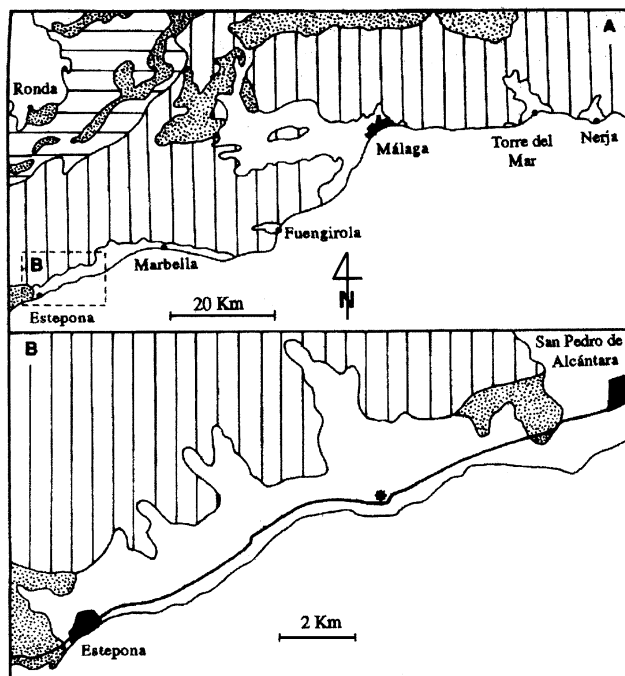 A
Ronda
Málaga
Torre del
Mar
Nerja
Fuengirola
Marbella
B
Estepona
20 Km
N
B
San Pedro de
Alcántara
2 Km
Estepona